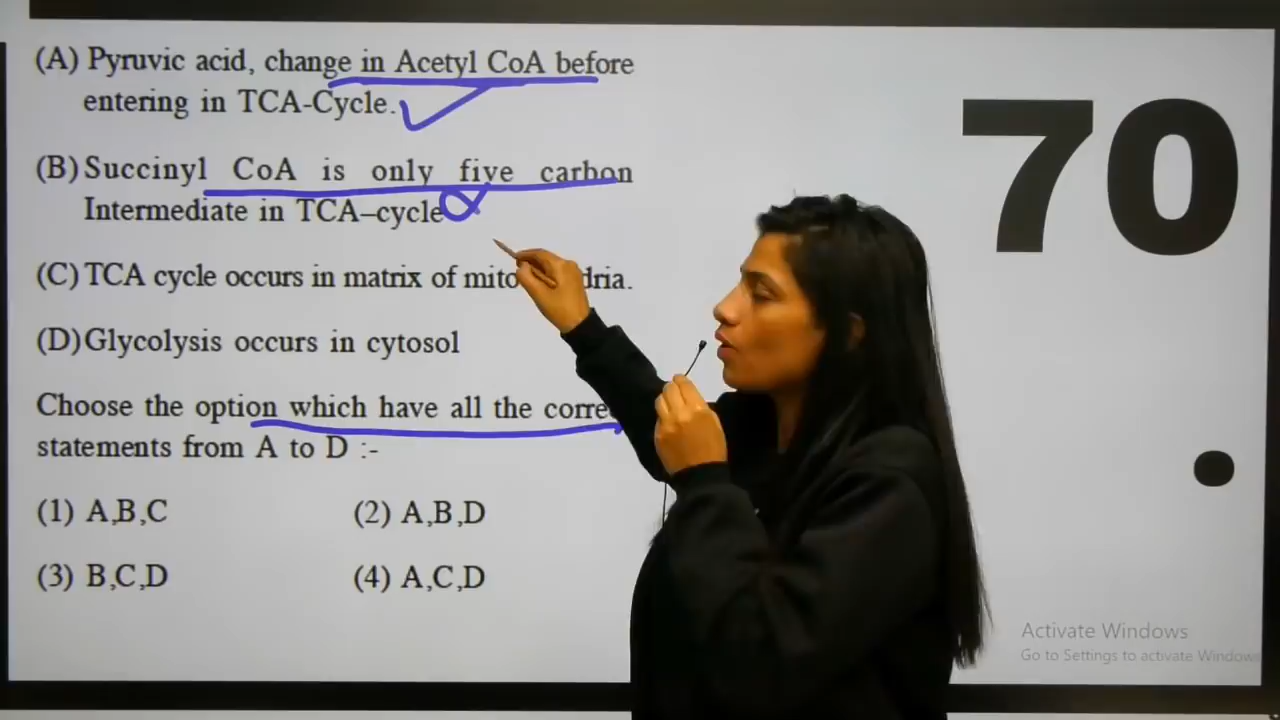 (A) Pyruvic acid, change in Acetyl CoA before
entering in TCA-Cycle.
(B) Succinyl CoA is only five carbon
Intermediate in TCA–cycle
(C) TCA cycle occurs in matrix of mito dria.
(D) Glycolysis occurs in cytosol
Choose the option which have all the corre
statements from A to D :-
(1) A,B,C (2) A,B,D
(3) B,C,D (4) A,C,D
70
.
Activate Windows
Go to Settings to activate Windows